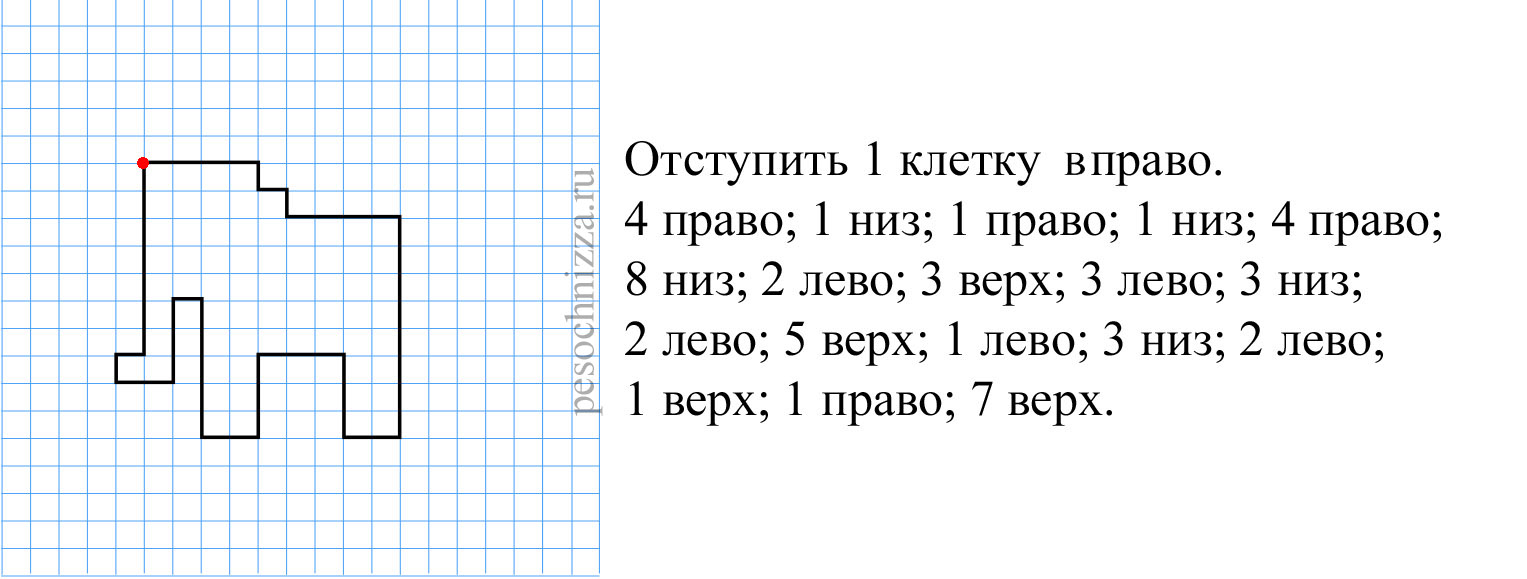 Отступить 1 клетку вправо.
4 право; 1 низ; 1 право; 1 низ; 4 право;
8 низ; 2 лево; 3 верх; 3 лево; 3 низ;
2 лево; 5 верх; 1 лево; 3 низ; 2 лево;
1 верх; 1 право; 7 верх.
pesochnizza.ru